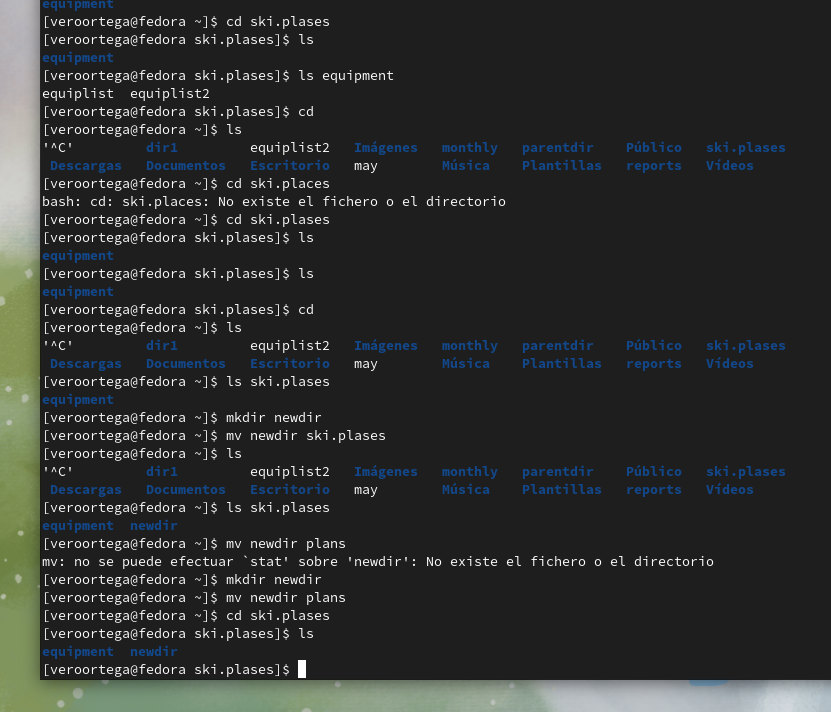 equipment
[veroortega@fedora ~]$ cd ski.plases
[veroortega@fedora ski.plases]$ ls
equipment
[veroortega@fedora ski.plases]$ ls equipment
equiplist  equiplist2
[veroortega@fedora ski.plases]$ cd
[veroortega@fedora ~]$ ls
'^C'         dir1         equiplist2   Imágenes   monthly   parentdir    Público   ski.plases
 Descargas   Documentos   Escritorio   may        Música    Plantillas   reports   Vídeos
[veroortega@fedora ~]$ cd ski.places
bash: cd: ski.places: No existe el fichero o el directorio
[veroortega@fedora ~]$ cd ski.plases
[veroortega@fedora ski.plases]$ ls
equipment
[veroortega@fedora ski.plases]$ ls
equipment
[veroortega@fedora ski.plases]$ cd
[veroortega@fedora ~]$ ls
'^C'         dir1         equiplist2   Imágenes   monthly   parentdir    Público   ski.plases
 Descargas   Documentos   Escritorio   may        Música    Plantillas   reports   Vídeos
[veroortega@fedora ~]$ ls ski.plases
equipment
[veroortega@fedora ~]$ mkdir newdir
[veroortega@fedora ~]$ mv newdir ski.plases
[veroortega@fedora ~]$ ls
'^C'         dir1         equiplist2   Imágenes   monthly   parentdir    Público   ski.plases
 Descargas   Documentos   Escritorio   may        Música    Plantillas   reports   Vídeos
[veroortega@fedora ~]$ ls ski.plases
equipment  newdir
[veroortega@fedora ~]$ mv newdir plans
mv: no se puede efectuar `stat' sobre 'newdir': No existe el fichero o el directorio
[veroortega@fedora ~]$ mkdir newdir
[veroortega@fedora ~]$ mv newdir plans
[veroortega@fedora ~]$ cd ski.plases
[veroortega@fedora ski.plases]$ ls
equipment  newdir
[veroortega@fedora ski.plases]$